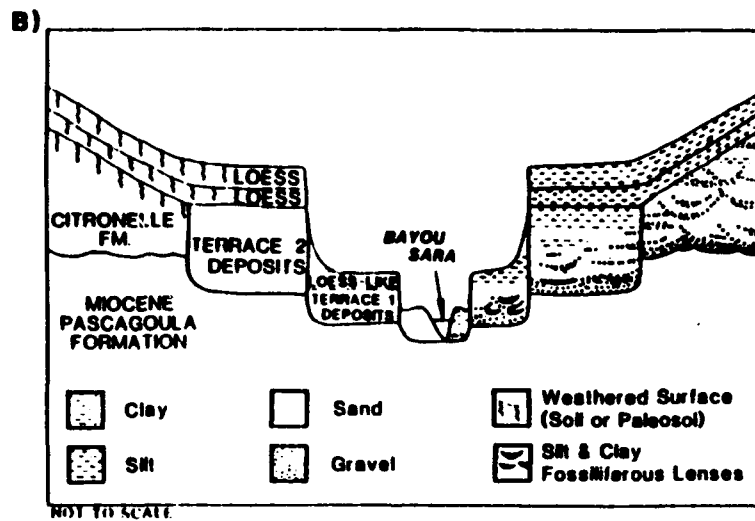 B)
LOESS
LOESS
CITRONELLE
FM.
TERRACE 2
DEPOSITS
BAYOU
SARA
LOESS-LIKE
TERRACE 1
DEPOSITS
MIOCENE
PASCAGOULA
FORMATION
Clay
Sand
Weathered Surface
(Soil or Paleosol)
Silt
Gravel
Silt & Clay
Fossiliferous Lenses
NOT TO SCALE